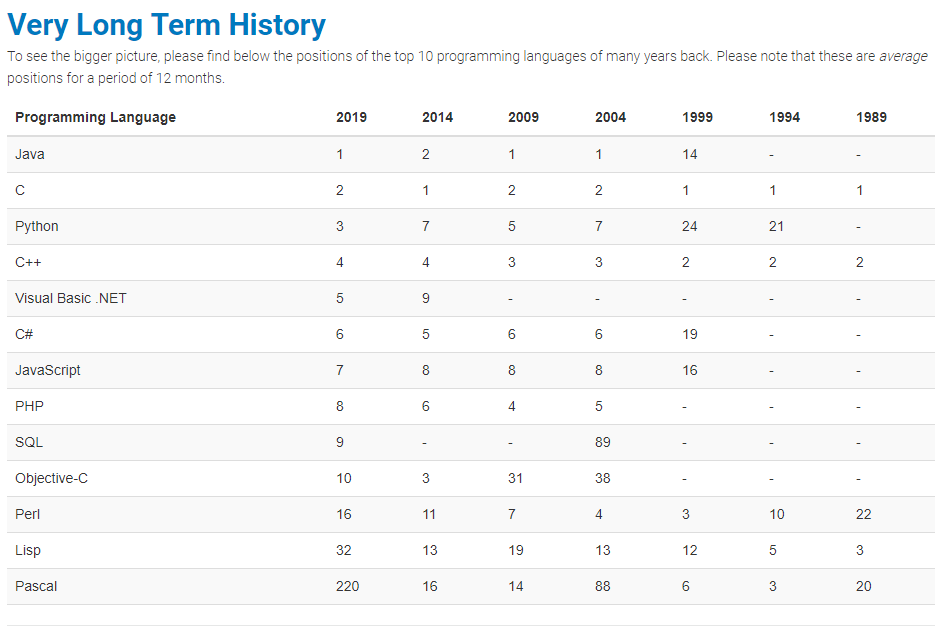 Very Long Term History
To see the bigger picture, please find below the positions of the top 10 programming languages of many years back. Please note that these are average
positions for a period of 12 months.
Programming Language 2019 2014 2009 2004 1999 1994 1989
Java 1 2 1 1 14 - -
C 2 1 2 2 1 1 1
Python 3 7 5 7 24 21 -
C++ 4 4 3 3 2 2 2
Visual Basic .NET 5 9 - - - - -
C# 6 5 6 6 19 - -
JavaScript 7 8 8 8 16 - -
PHP 8 6 4 5 - - -
SQL 9 - - 89 - - -
Objective-C 10 3 31 38 - - -
Perl 16 11 7 4 3 10 22
Lisp 32 13 19 13 12 5 3
Pascal 220 16 14 88 6 3 20